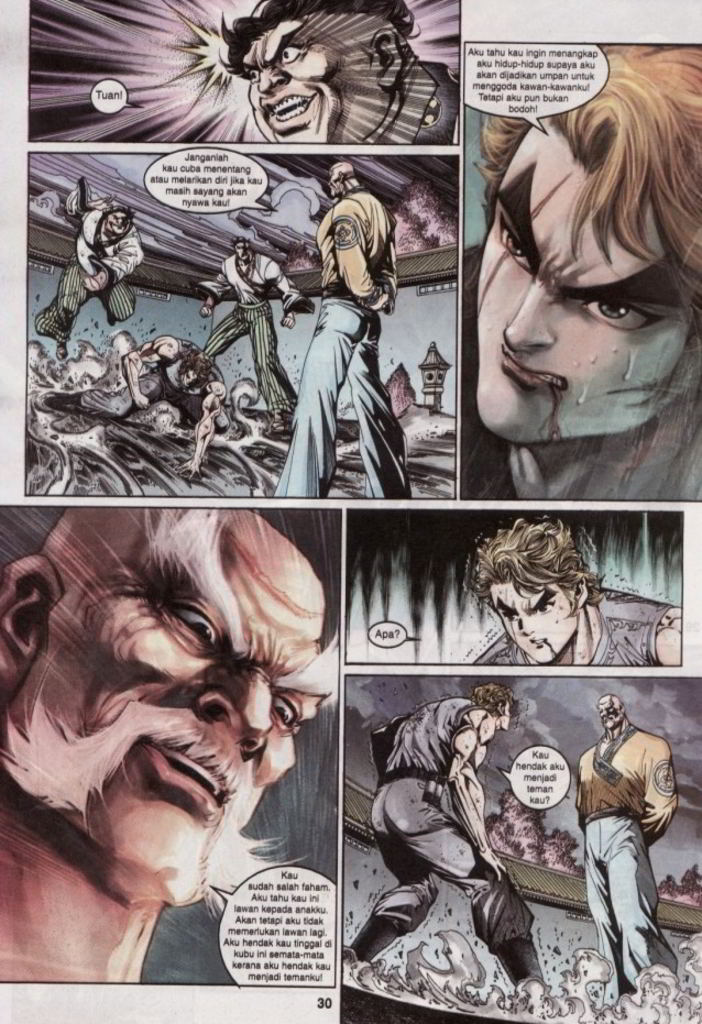 Tuan!
Janganlah
kau cuba menentang
atau melarikan diri jika kau
masih sayang akan
nyawa kau!
Aku tahu kau ingin menangkap
aku hidup-hidup supaya aku
akan dijadikan umpan untuk
menggoda kawan-kawanku!
Tetapi aku pun bukan
bodoh!
Kau
sudah salah faham.
Aku tahu kau ini
lawan kepada anakku.
Akan tetapi aku tidak
memerlukan lawan lagi.
Aku hendak kau tinggal di
kubu ini semata-mata
kerana aku hendak kau
menjadi temanku!
Apa?
Kau
hendak aku
menjadi
teman
kau?
30